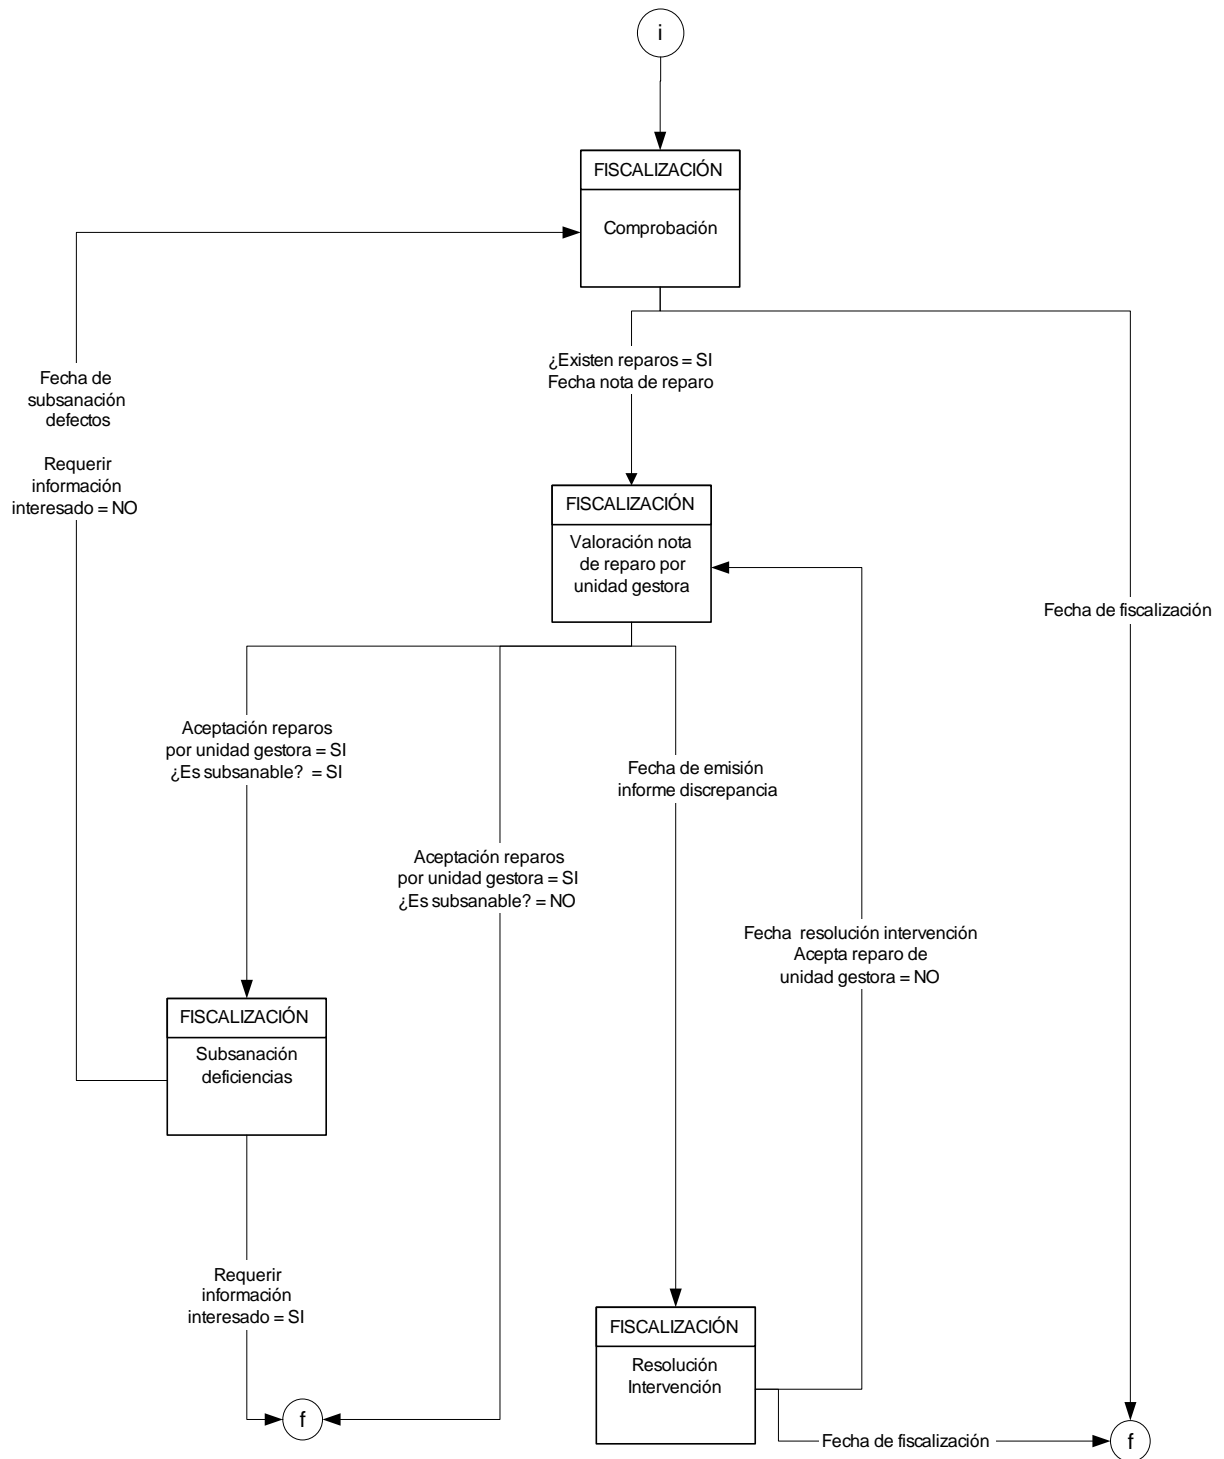 i
FISCALIZACIÓN
Comprobación
¿Existen reparos = SI
Fecha nota de reparo
Fecha de
subsanación
defectos
Requerir
información
interesado = NO
FISCALIZACIÓN
Valoración nota
de reparo por
unidad gestora
Fecha de fiscalización
Aceptación reparos
por unidad gestora = SI
¿Es subsanable? = SI
Fecha de emisión
informe discrepancia
Aceptación reparos
por unidad gestora = SI
¿Es subsanable? = NO
Fecha resolución intervención
Acepta reparo de
unidad gestora = NO
FISCALIZACIÓN
Subsanación
deficiencias
Requerir
información
interesado = SI
FISCALIZACIÓN
Resolución
Intervención
f
Fecha de fiscalización
f